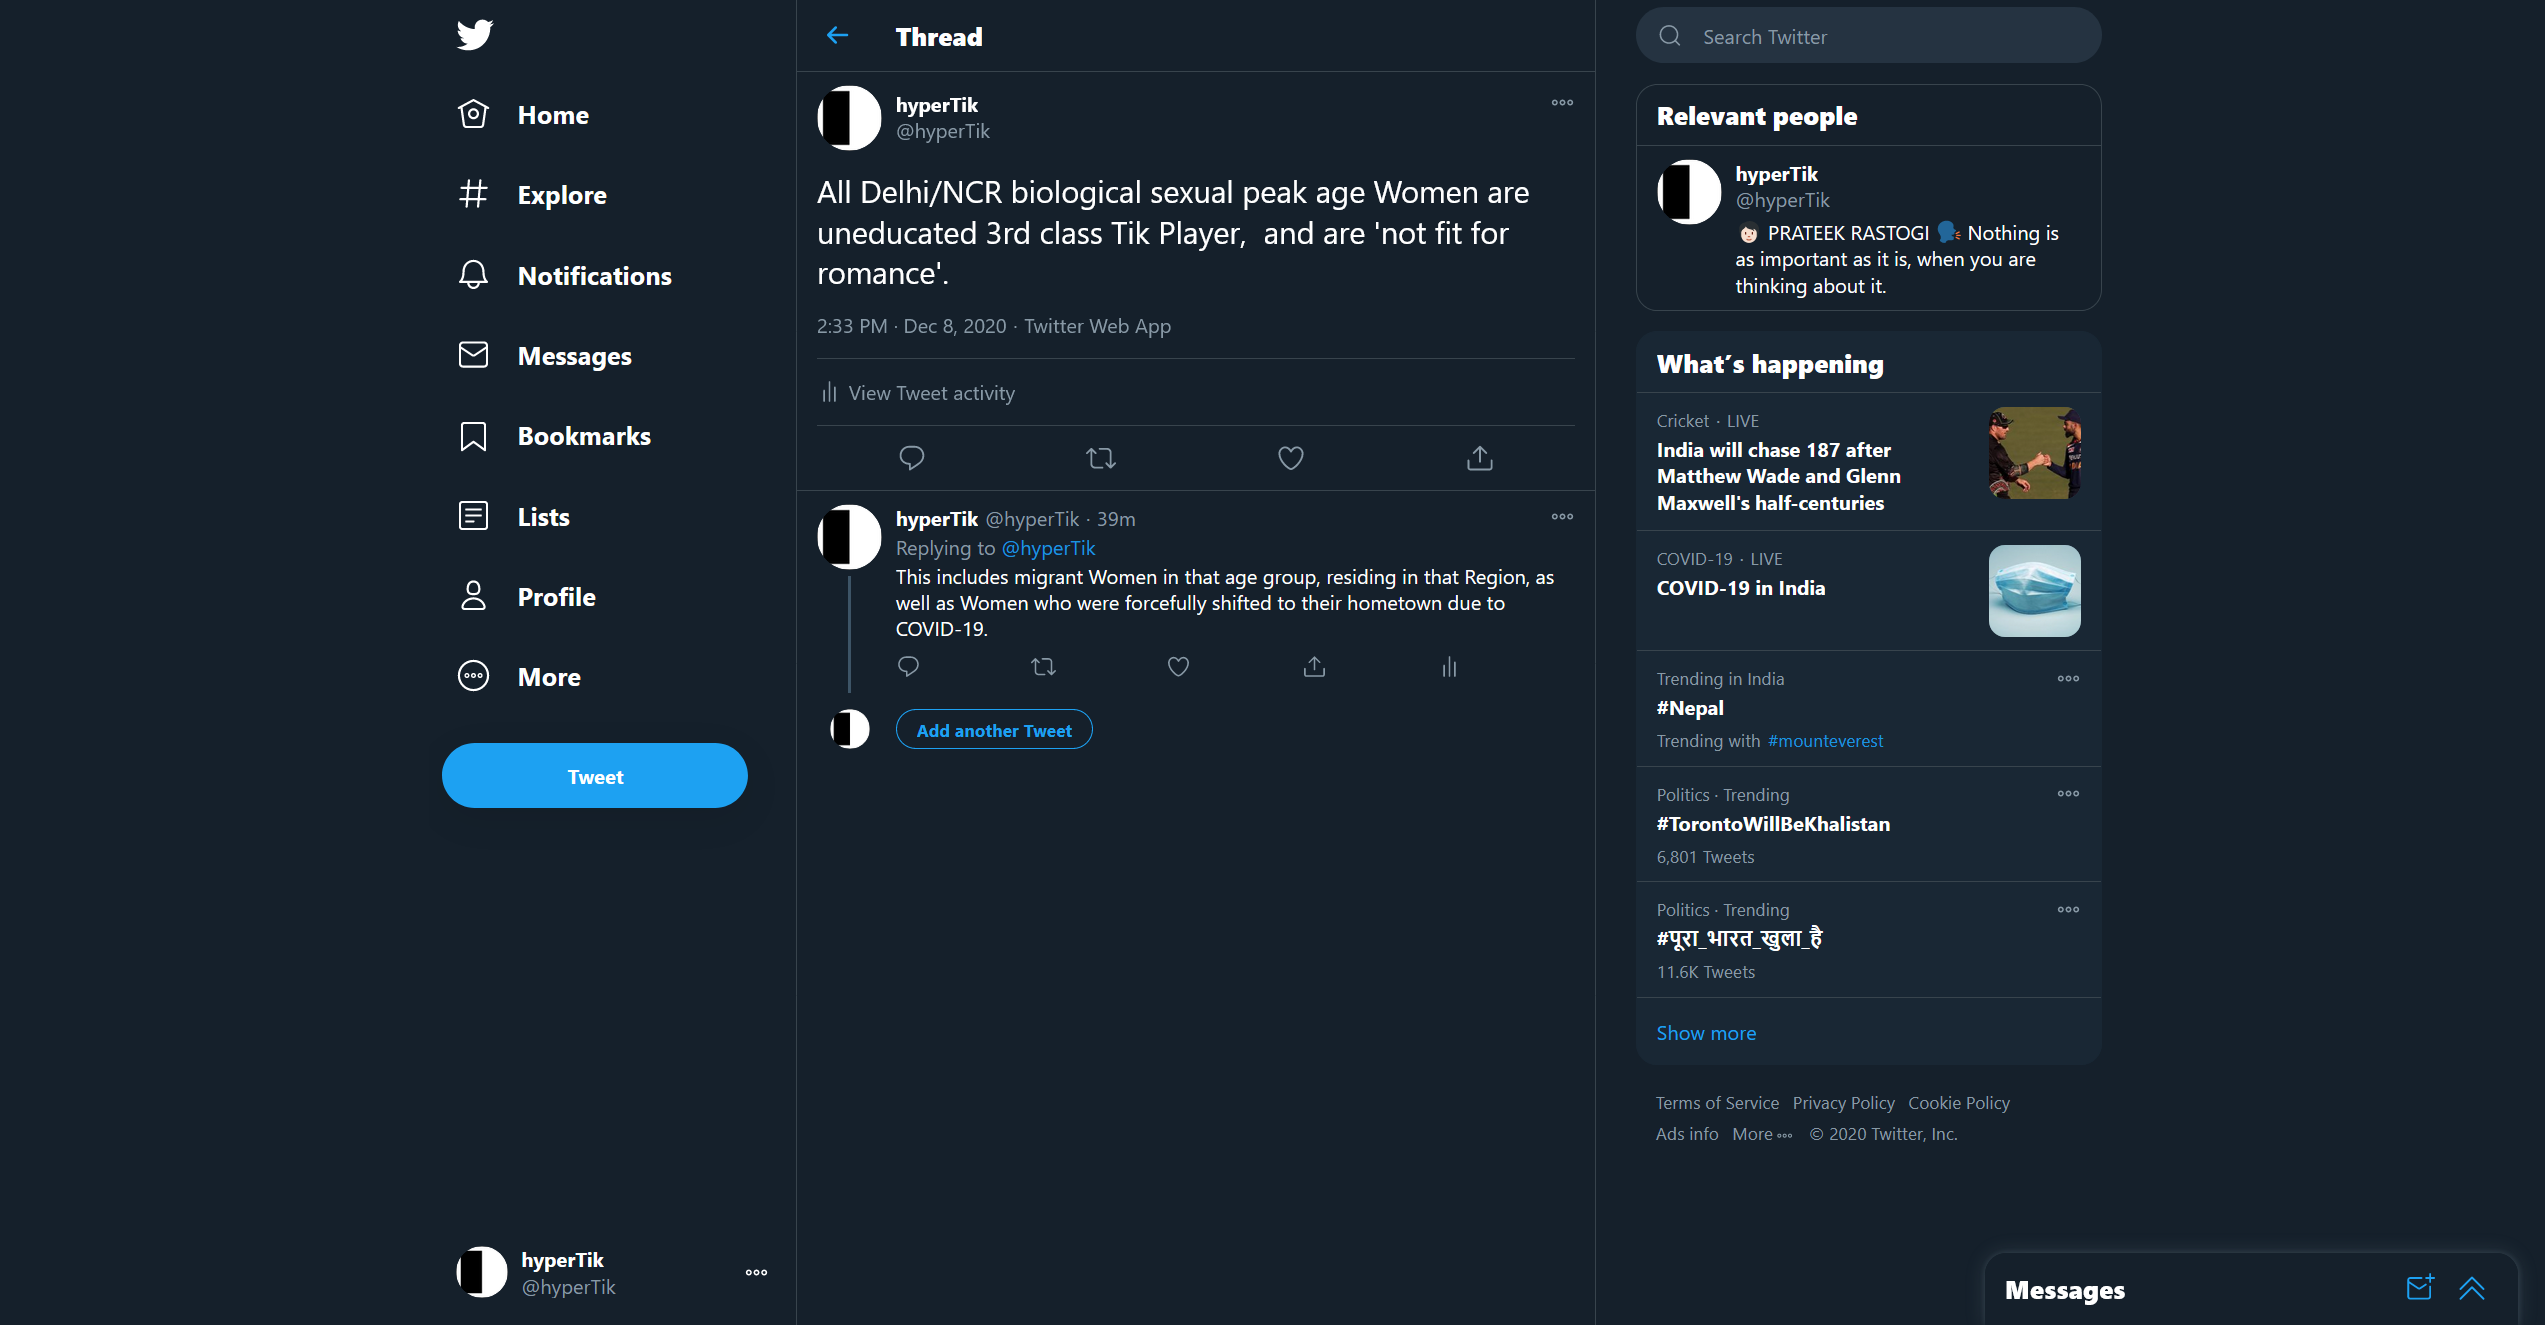 Home
Explore
Notifications
Messages
Bookmarks
Lists
Profile
More
Tweet
hyperTik
@hyperTik
Thread
hyperTik
@hyperTik
All Delhi/NCR biological sexual peak age Women are
uneducated 3rd class Tik Player,  and are 'not fit for
romance'.
2:33 PM · Dec 8, 2020 · Twitter Web App
View Tweet activity
hyperTik @hyperTik · 39m
Replying to @hyperTik
This includes migrant Women in that age group, residing in that Region, as
well as Women who were forcefully shifted to their hometown due to
COVID-19.
Add another Tweet
Search Twitter
Relevant people
hyperTik
@hyperTik
PRATEEK RASTOGI Nothing is
as important as it is, when you are
thinking about it.
What's happening
Cricket · LIVE
India will chase 187 after
Matthew Wade and Glenn
Maxwell's half-centuries
COVID-19 · LIVE
COVID-19 in India
Trending in India
#Nepal
Trending with #mounteverest
Politics · Trending
#TorontoWillBeKhalistan
6,801 Tweets
Politics · Trending
#पूरा_भारत_खुला_है
11.6K Tweets
Show more
Terms of Service Privacy Policy Cookie Policy
Ads info More © 2020 Twitter, Inc.
Messages